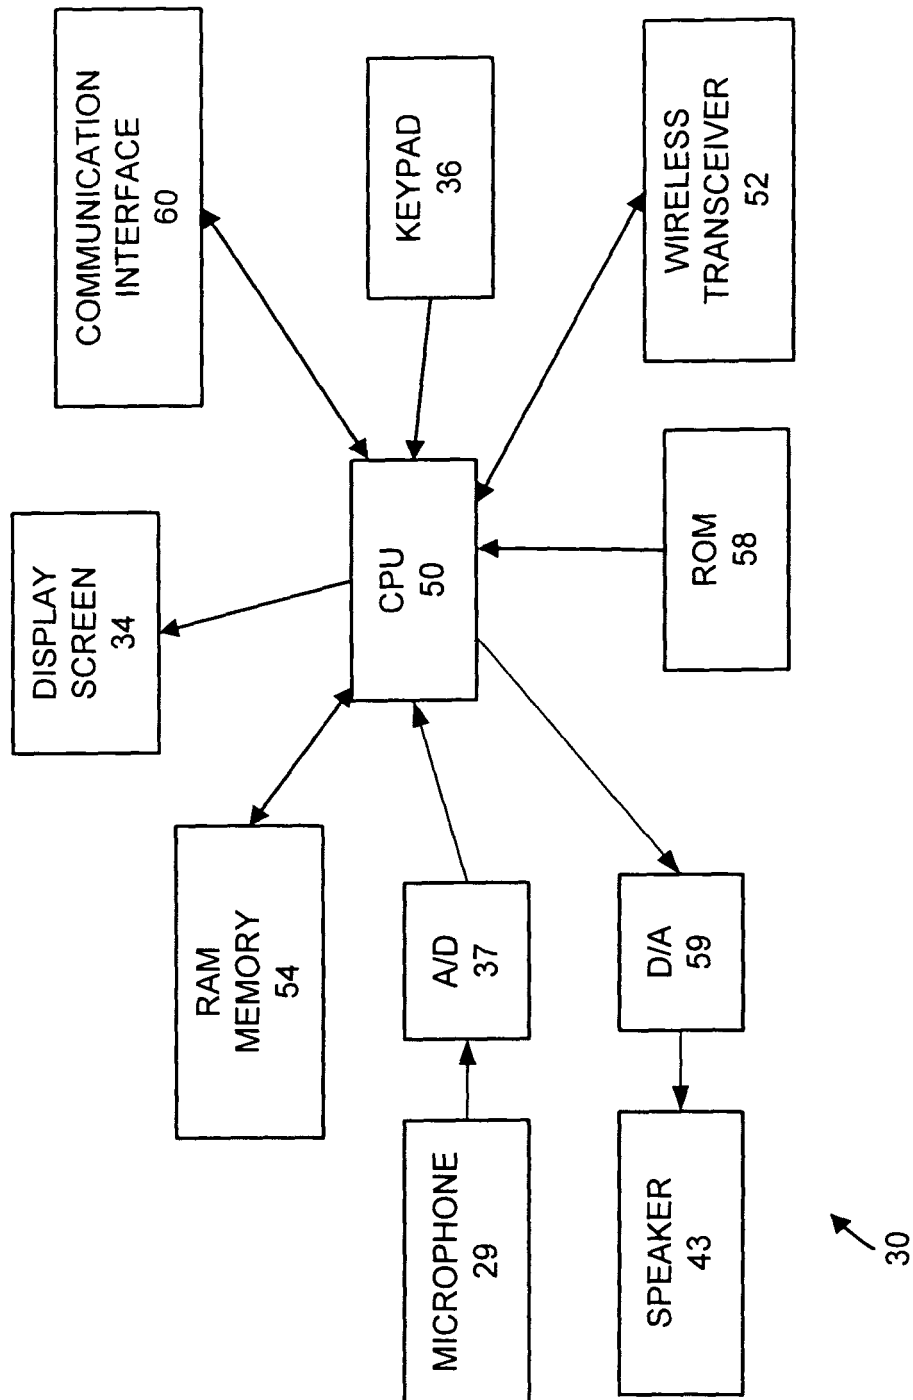 DISPLAY
SCREEN
34
COMMUNICATION
INTERFACE
60
RAM
MEMORY
54
CPU
50
KEYPAD
36
MICROPHONE
29
A/D
37
SPEAKER
43
D/A
59
ROM
58
WIRELESS
TRANSCEIVER
52
30